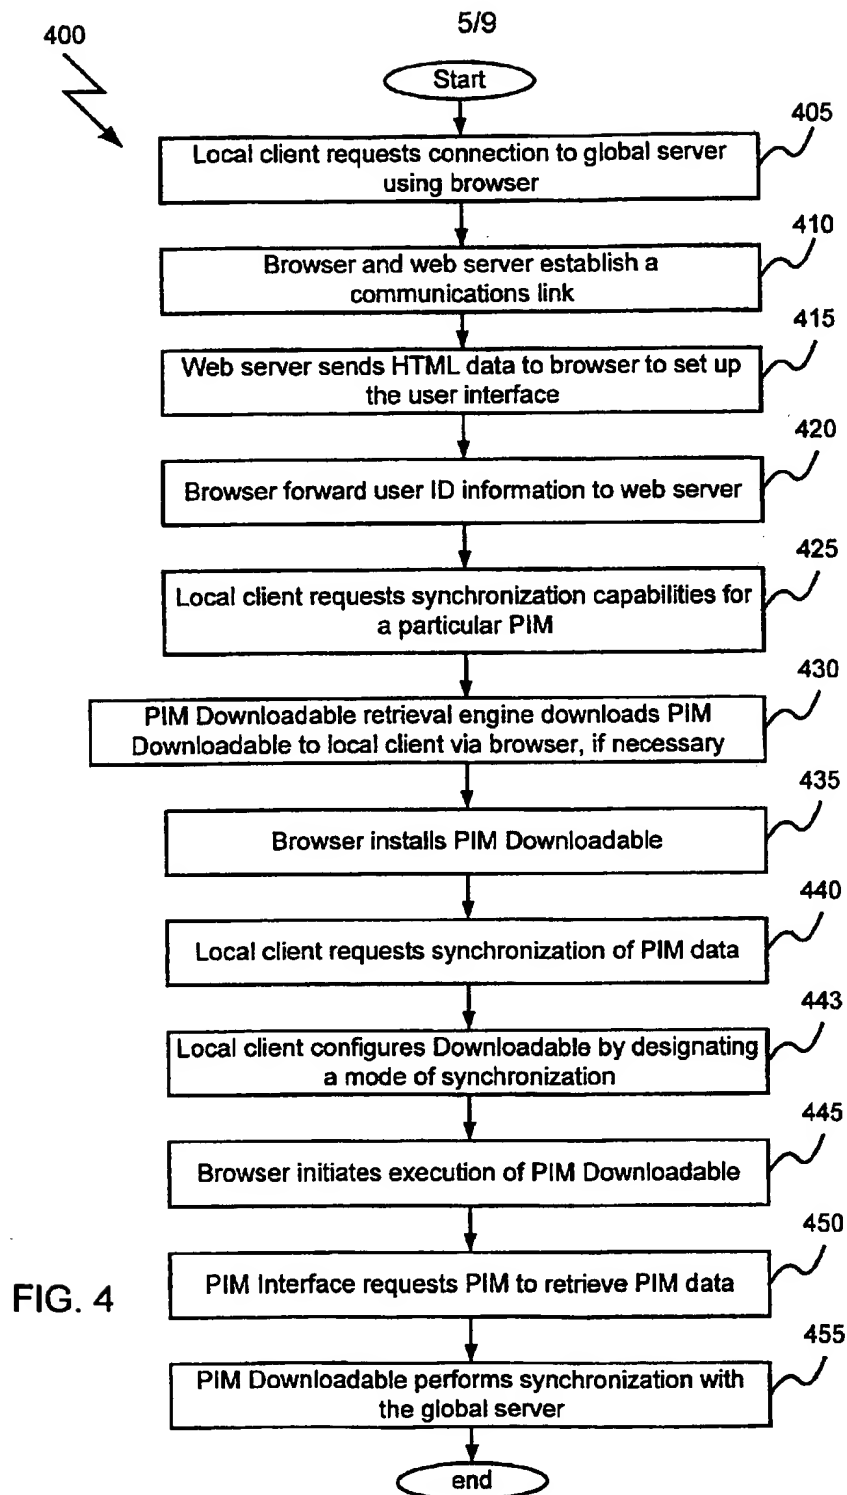 5/9
400
Start
405
Local client requests connection to global server
using browser
410
Browser and web server establish a
communications link
415
Web server sends HTML data to browser to set up
the user interface
420
Browser forward user ID information to web server
425
Local client requests synchronization capabilities for
a particular PIM
430
PIM Downloadable retrieval engine downloads PIM
Downloadable to local client via browser, if necessary
435
Browser installs PIM Downloadable
440
Local client requests synchronization of PIM data
443
Local client configures Downloadable by designating
a mode of synchronization
445
Browser initiates execution of PIM Downloadable
450
PIM Interface requests PIM to retrieve PIM data
FIG. 4
455
PIM Downloadable performs synchronization with
the global server
end